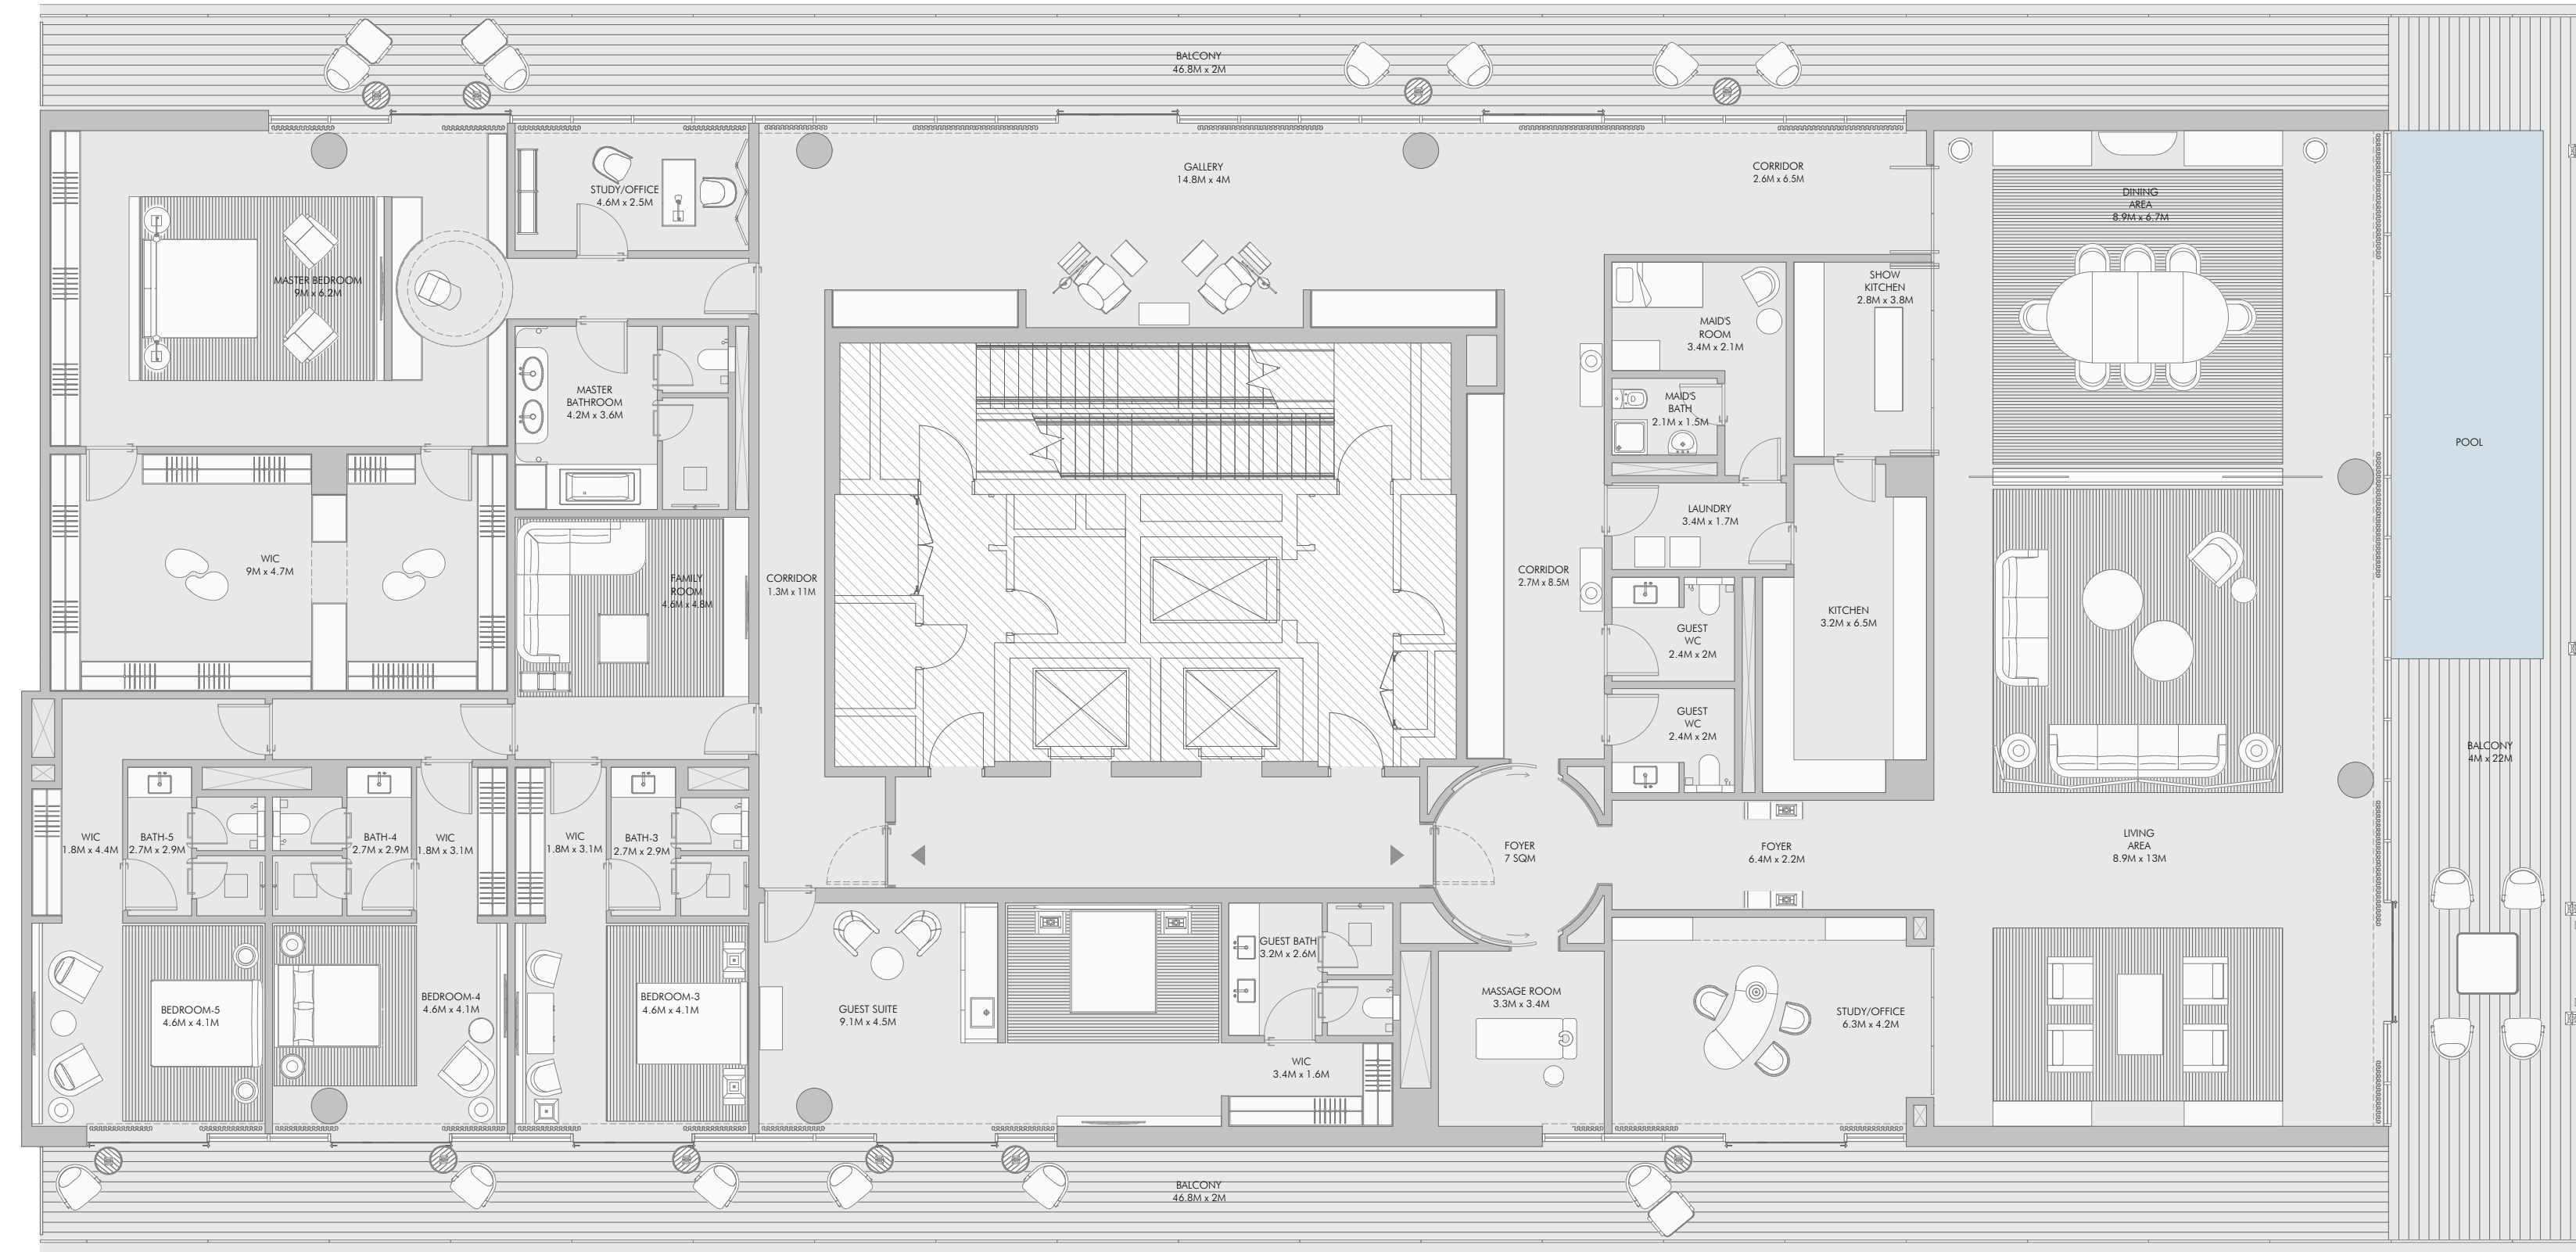 BALCONY
46.8M x 2M
GALLERY
14.8M x 4M
CORRIDOR
2.6M x 6.5M
STUDY/OFFICE
4.6M x 2.5M
DINING
AREA
8.9M x 6.7M
MASTER BEDROOM
9M x 6.2M
SHOW
KITCHEN
2.8M x 3.8M
MAID'S
ROOM
3.4M x 2.1M
MASTER
BATHROOM
4.2M x 3.6M
MAID'S
BATH
2.1M x 1.5M
POOL
LAUNDRY
3.4M x 1.7M
WIC
9M x 4.7M
FAMILY
ROOM
4.6M x 4.8M
CORRIDOR
1.3M x 11M
CORRIDOR
2.7M x 8.5M
KITCHEN
3.2M x 6.5M
GUEST
WC
2.4M x 2M
GUEST
WC
2.4M x 2M
BALCONY
4M x 22M
WIC
1.8M x 4.4M
BATH-5
2.7M x 2.9M
BATH-4
2.7M x 2.9M
WIC
1.8M x 3.1M
WIC
1.8M x 3.1M
BATH-3
2.7M x 2.9M
FOYER
7 SQM
FOYER
6.4M x 2.2M
LIVING
AREA
8.9M x 13M
BEDROOM-5
4.6M x 4.1M
BEDROOM-4
4.6M x 4.1M
BEDROOM-3
4.6M x 4.1M
GUEST SUITE
9.1M x 4.5M
GUEST BATH
3.2M x 2.6M
MASSAGE ROOM
3.3M x 3.4M
STUDY/OFFICE
6.3M x 4.2M
WIC
3.4M x 1.6M
BALCONY
46.8M x 2M